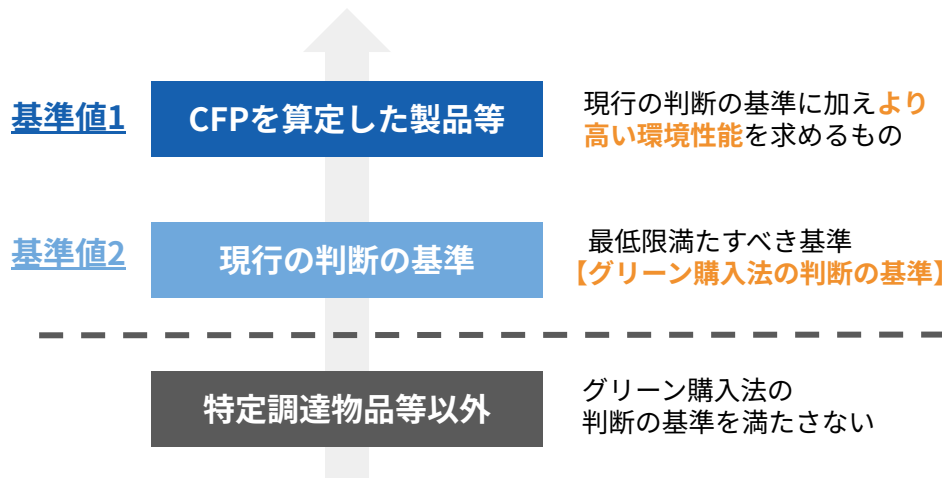 基準値1
CFPを算定した製品等
現行の判断の基準に加えより
高い環境性能を求めるもの
基準値2
現行の判断の基準
最低限満たすべき基準
【グリーン購入法の判断の基準】
特定調達物品等以外
グリーン購入法の
判断の基準を満たさない